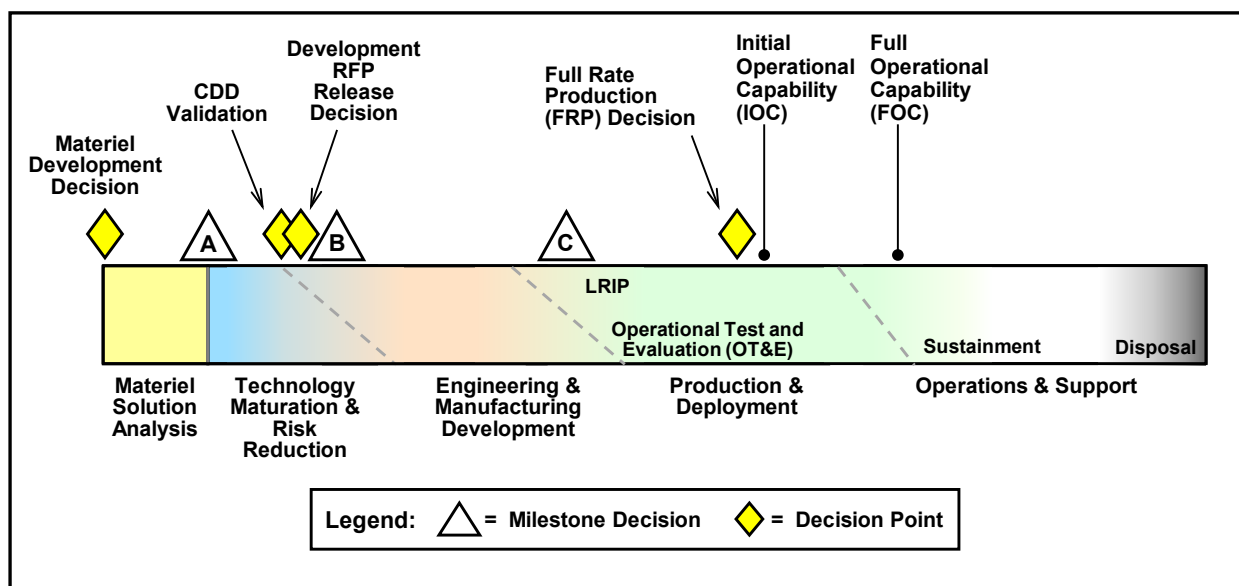 Materiel
Development
Decision
CDD
Validation
Development
RFP
Release
Decision
Full Rate
Production
(FRP) Decision
Initial
Operational
Capability
(IOC)
Full
Operational
Capability
(FOC)
A
B
C
LRIP
Operational Test and
Evaluation (OT&E)
Sustainment
Disposal
Materiel
Solution
Analysis
Technology
Maturation &
Risk
Reduction
Engineering &
Manufacturing
Development
Production &
Deployment
Operations & Support
Legend: = Milestone Decision = Decision Point